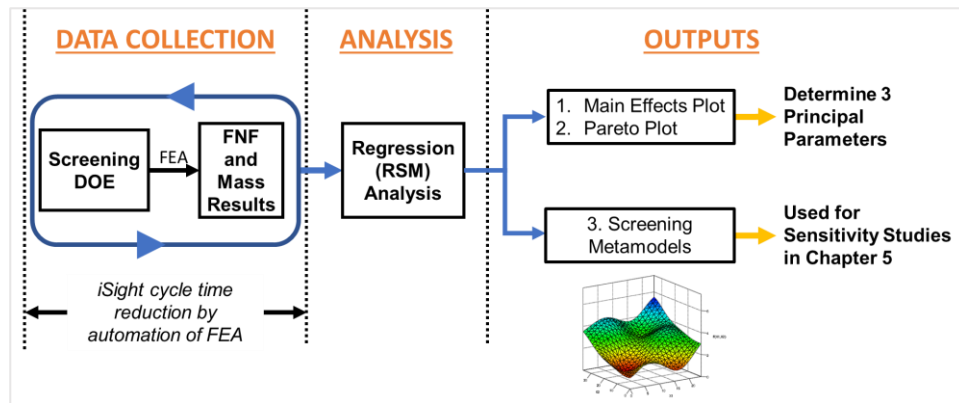 DATA COLLECTION
ANALYSIS
OUTPUTS
Screening
DOE
FEA
FNF
and
Mass
Results
Regression
(RSM)
Analysis
1. Main Effects Plot
2. Pareto Plot
Determine 3
Principal
Parameters
3. Screening
Metamodels
Used for
Sensitivity Studies
in Chapter 5
iSight cycle time
reduction by
automation of FEA